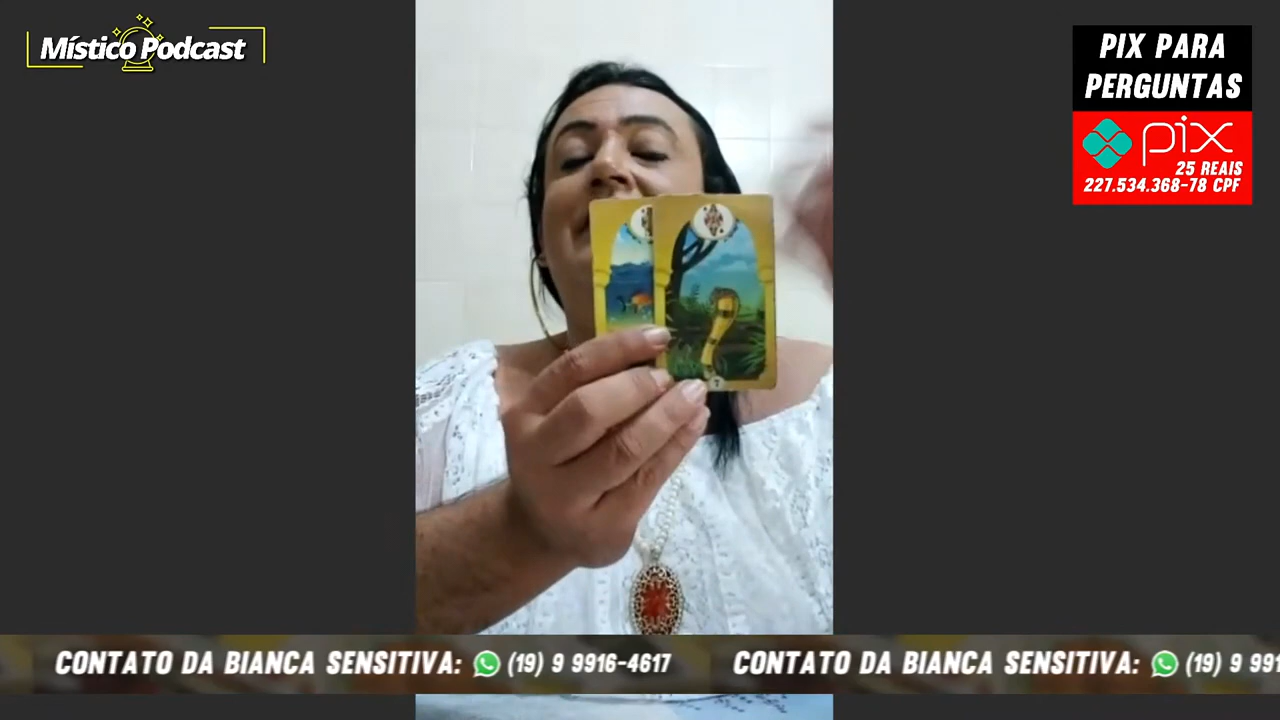 Místico Podcast
PIX PARA
PERGUNTAS
pix
25 REAIS
227.534.368-78 CPF
7
CONTATO DA BIANCA SENSITIVA: (19) 9 9916-4617 CONTATO DA BIANCA SENSITIVA: (19) 9 991